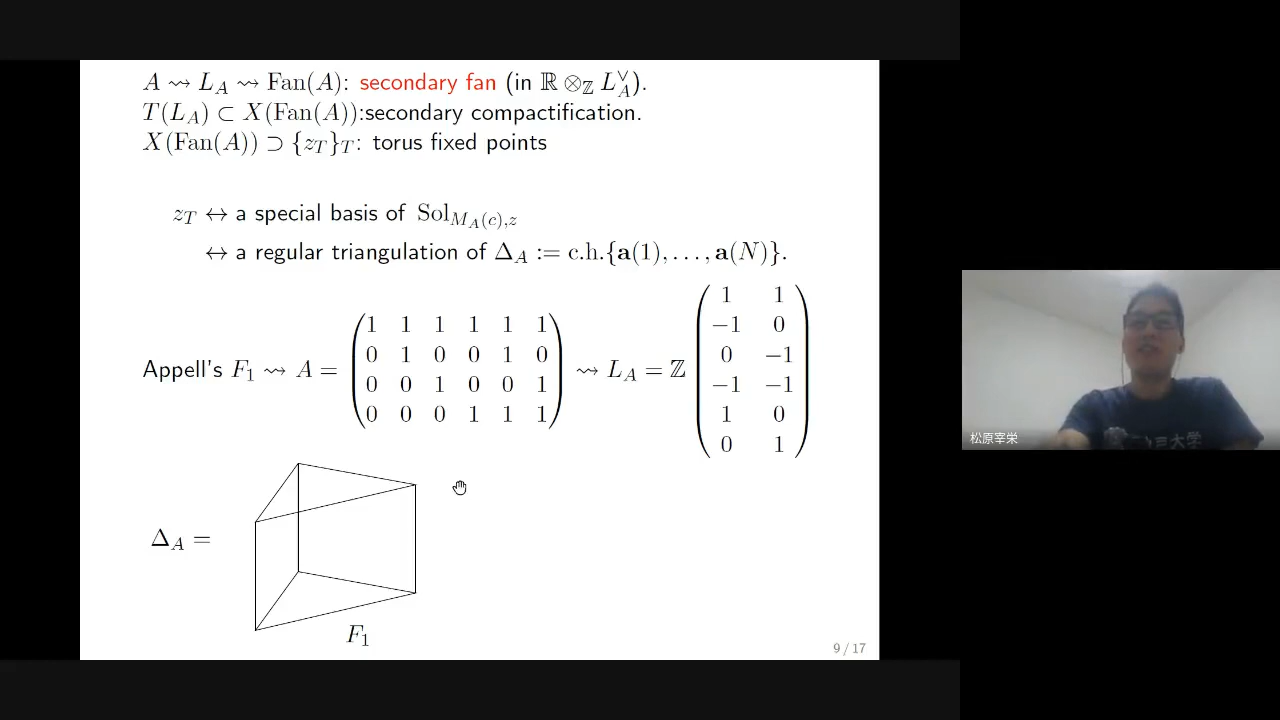 A ⇝ L_A ⇝ Fan(A): secondary fan (in ℝ ⊗_ℤ L_A^∨).
T(L_A) ⊂ X(Fan(A)):secondary compactification.
X(Fan(A)) ⊃ {z_T}_T: torus fixed points
z_T ↔ a special basis of Sol_{M_A(c),z}
↔ a regular triangulation of Δ_A := c.h.{a(1), . . . , a(N)}.
Appell's F_1 ⇝ A = ⇝ L_A = ℤ
1 1 1 1 1 1
0 1 0 0 1 0
0 0 1 0 0 1
0 0 0 1 1 1
1 1
−1 0
0 −1
−1 −1
1 0
0 1
Δ_A =
F_1
9 / 17
松原宰栄
大学